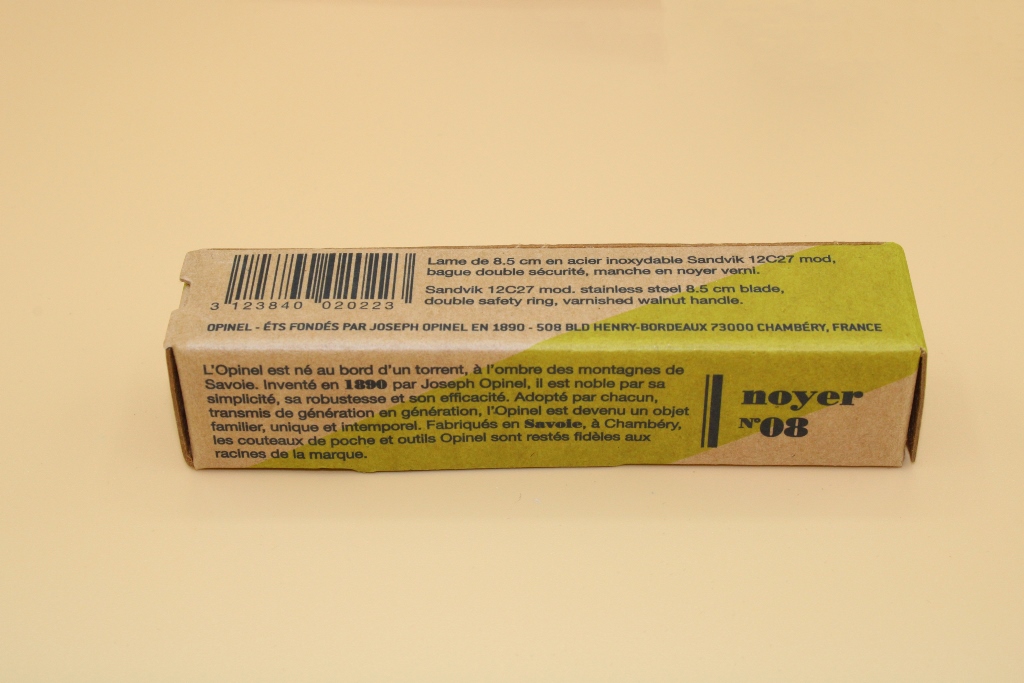 Lame de 8.5 cm en acier inoxydable Sandvik 12C27 mod,
bague double sécurité, manche en noyer verni.
Sandvik 12C27 mod. stainless steel 8.5 cm blade,
double safety ring, varnished walnut handle.
3 123840 020223
OPINEL - ÉTS FONDÉS PAR JOSEPH OPINEL EN 1890 - 508 BLD HENRY-BORDEAUX 73000 CHAMBÉRY, FRANCE
L'Opinel est né au bord d'un torrent, à l'ombre des montagnes de
Savoie. Inventé en 1890 par Joseph Opinel, il est noble par sa
simplicité, sa robustesse et son efficacité. Adopté par chacun,
transmis de génération en génération, l'Opinel est devenu un objet
familier, unique et intemporel. Fabriqués en Savoie, à Chambéry,
les couteaux de poche et outils Opinel sont restés fidèles aux
racines de la marque.
noyer
N°08